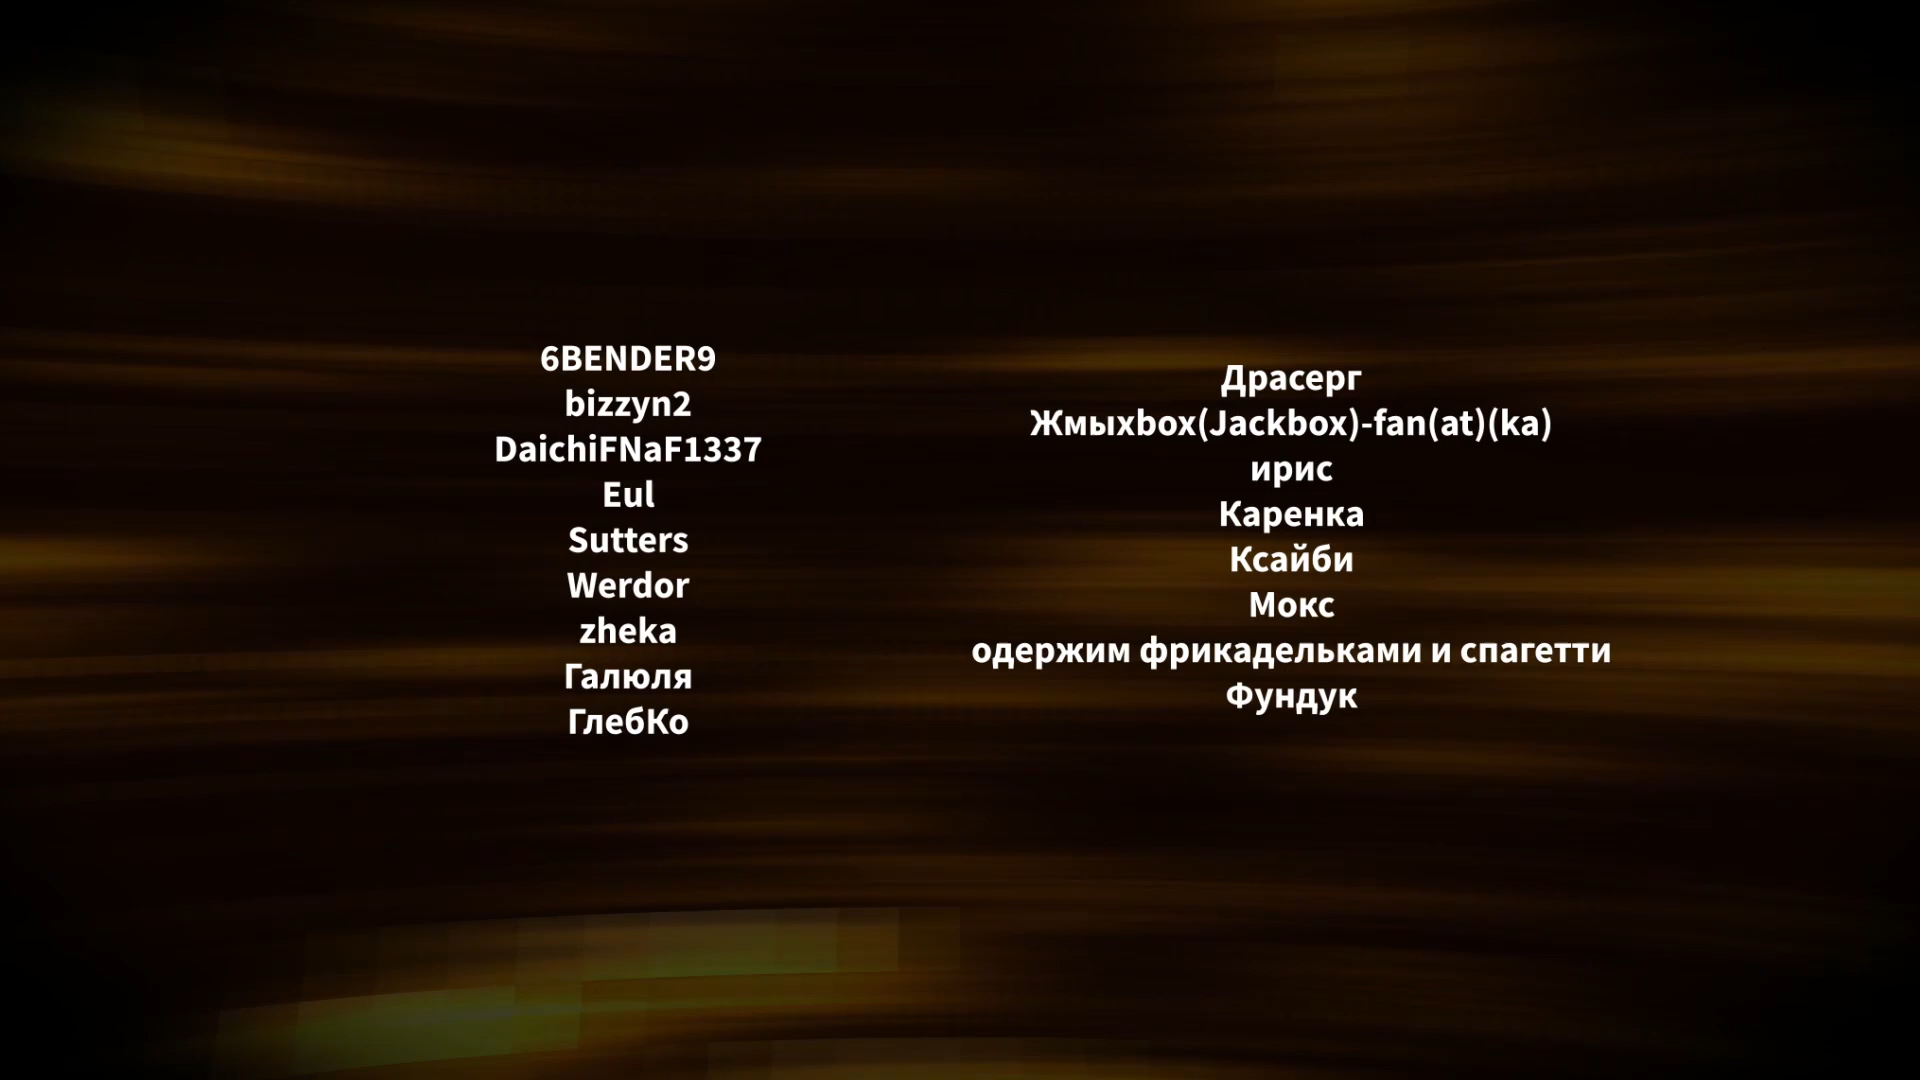 6BENDER9
bizzyn2
DaichiFNaF1337
Eul
Sutters
Werdor
zheka
Галюля
ГлебКо
Драсерг
Жмыхbox(Jackbox)-fan(at)(ka)
ирис
Каренка
Ксайби
Мокс
одержим фрикадельками и спагетти
Фундук